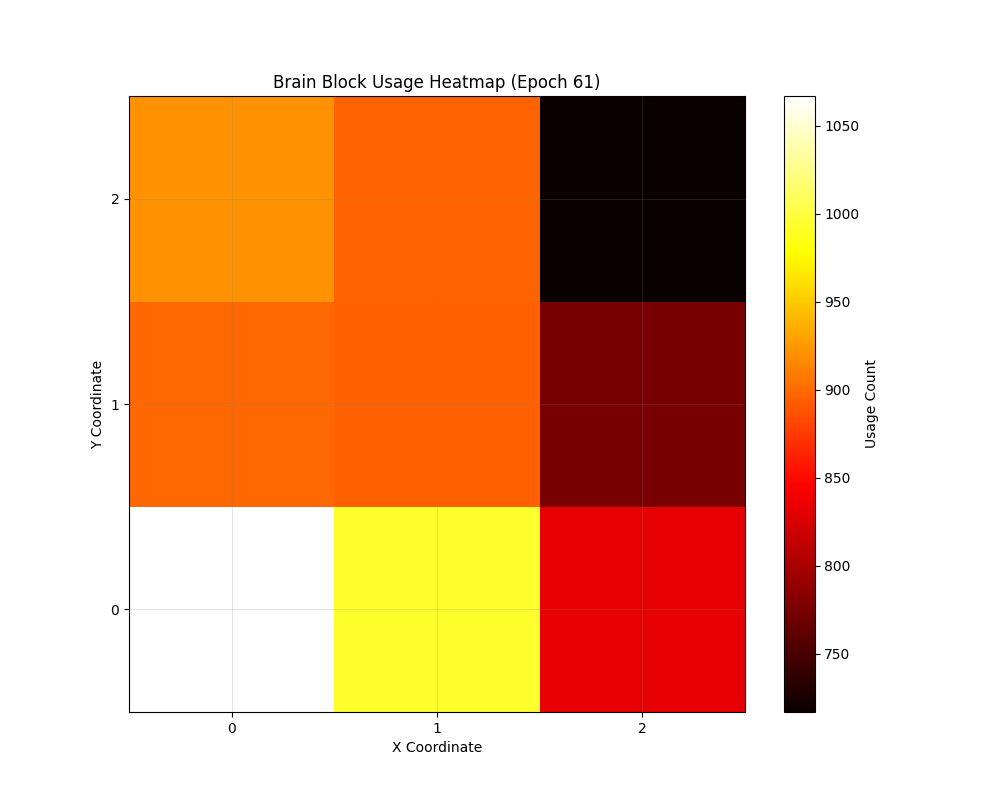 Brain Block Usage Heatmap (Epoch 61)
2
1
0
Y Coordinate
0 1 2
X Coordinate
1050
1000
950
900
850
800
750
Usage Count